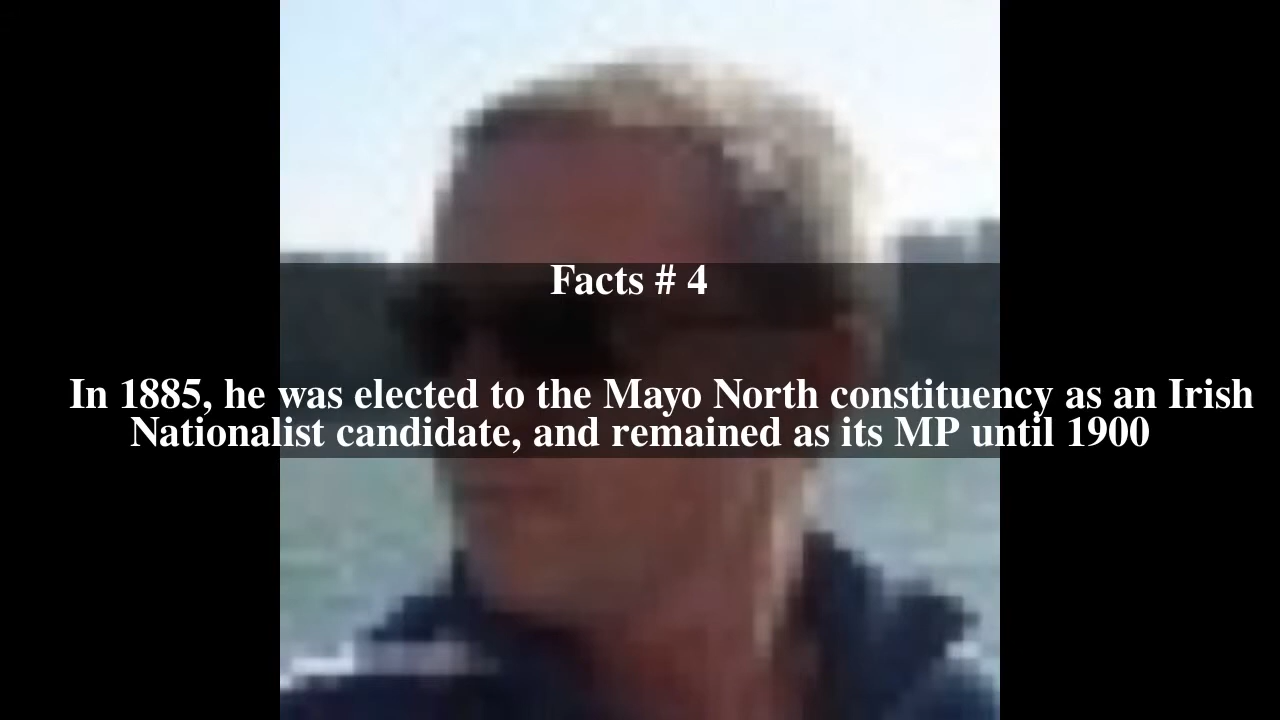 Facts # 4
In 1885, he was elected to the Mayo North constituency as an Irish
Nationalist candidate, and remained as its MP until 1900